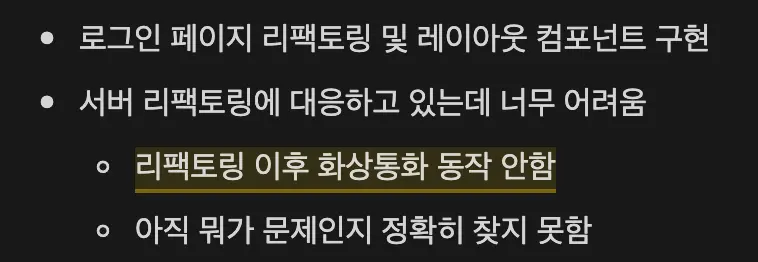 로그인 페이지 리팩토링 및 레이아웃 컴포넌트 구현
서버 리팩토링에 대응하고 있는데 너무 어려움
리팩토링 이후 화상통화 동작 안함
아직 뭐가 문제인지 정확히 찾지 못함